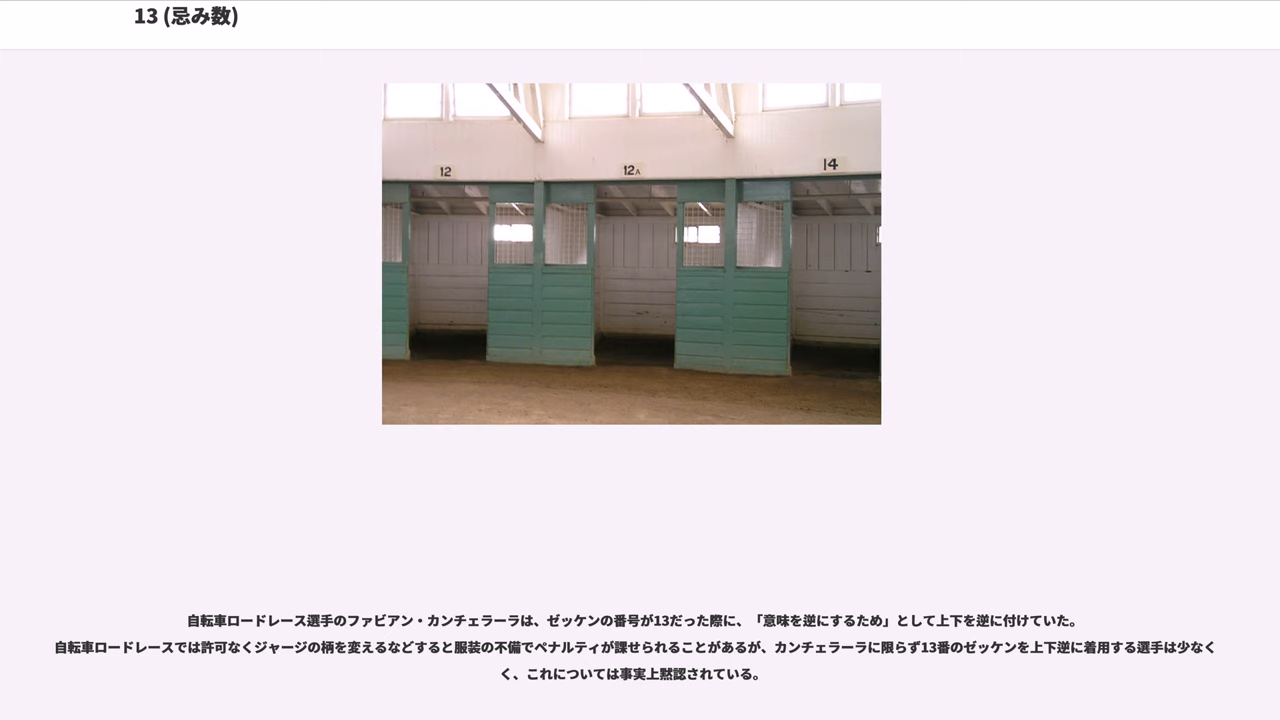 13 (忌み数)
12
12A
14
自転車ロードレース選手のファビアン・カンチェラーラは、ゼッケンの番号が13だった際に、「意味を逆にするため」として上下を逆に付けていた。
自転車ロードレースでは許可なくジャージの柄を変えるなどすると服装の不備でペナルティが課せられることがあるが、カンチェラーラに限らず13番のゼッケンを上下逆に着用する選手は少なく
く、これについては事実上黙認されている。